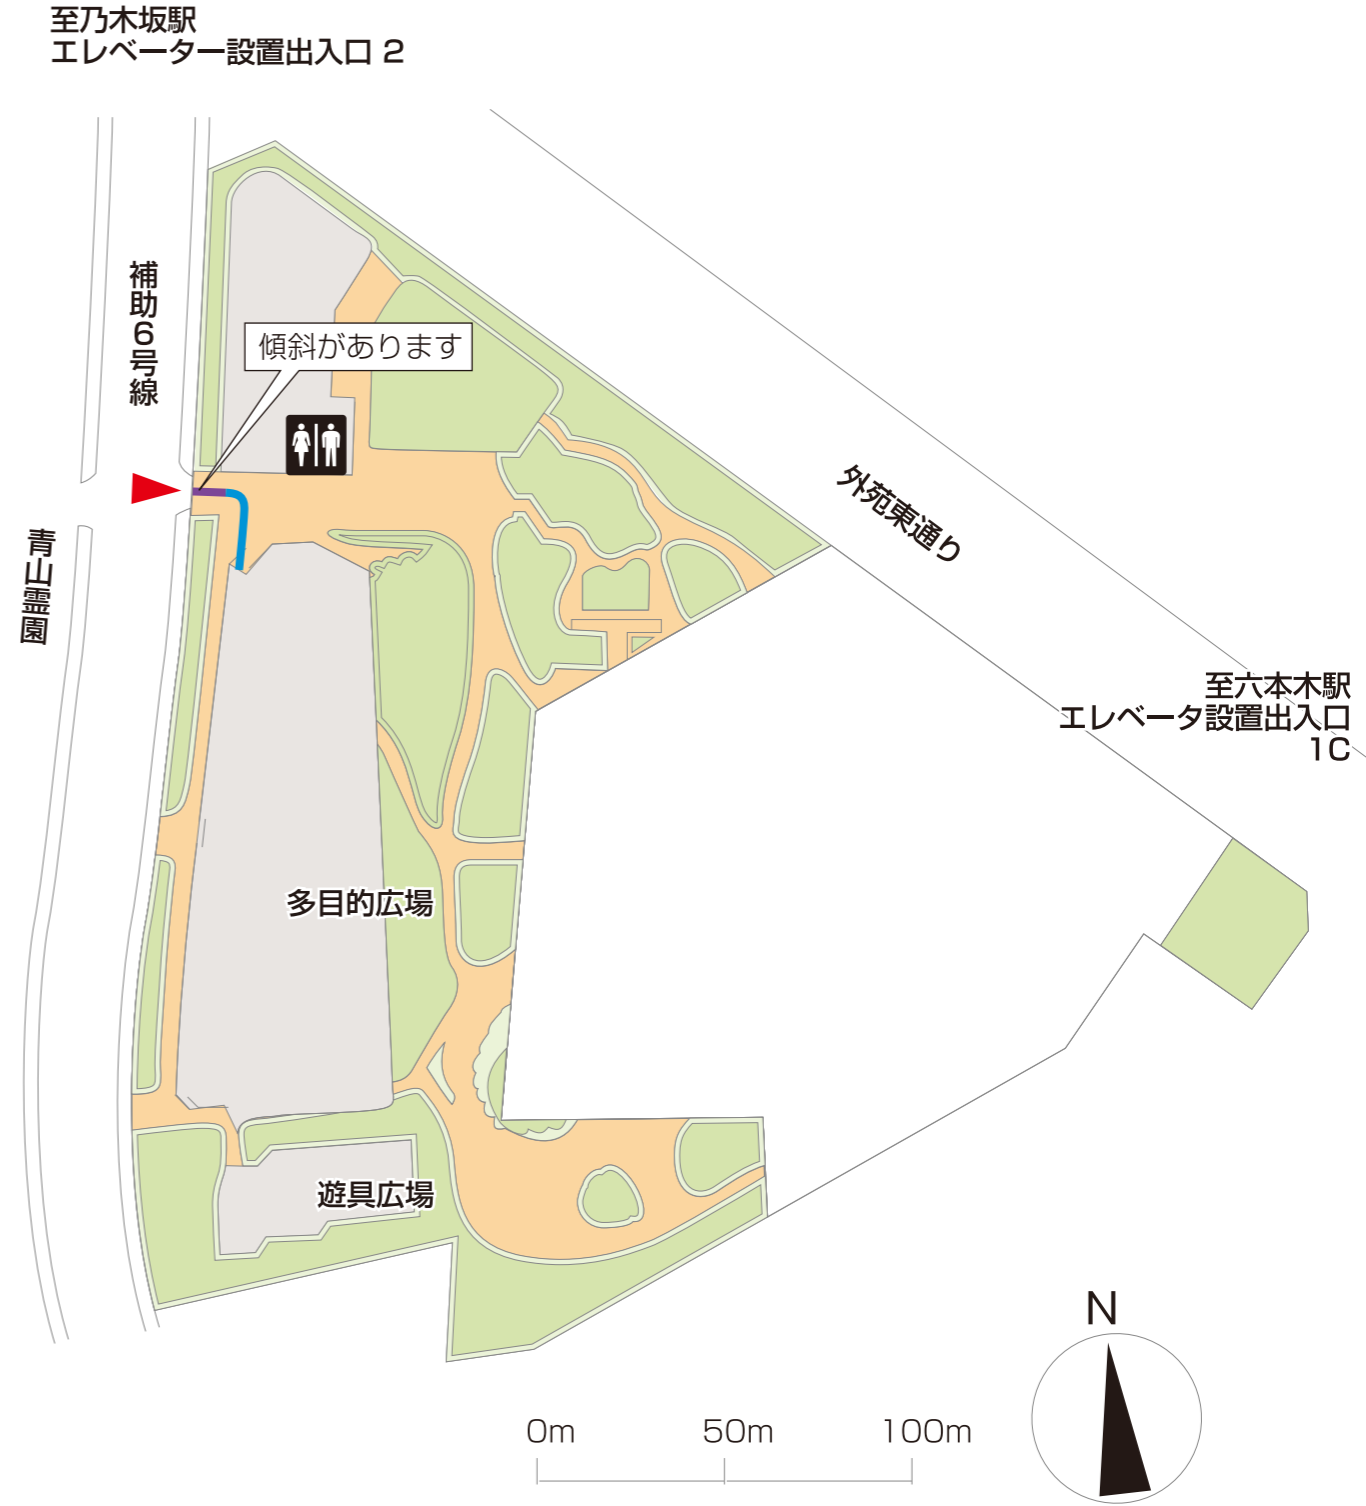 至乃木坂駅
エレベーター設置出入口 2
補助6号線
傾斜があります
外苑東通り
青山霊園
至六本木駅
エレベータ設置出入口
1C
多目的広場
遊具広場
N
0m
50m
100m